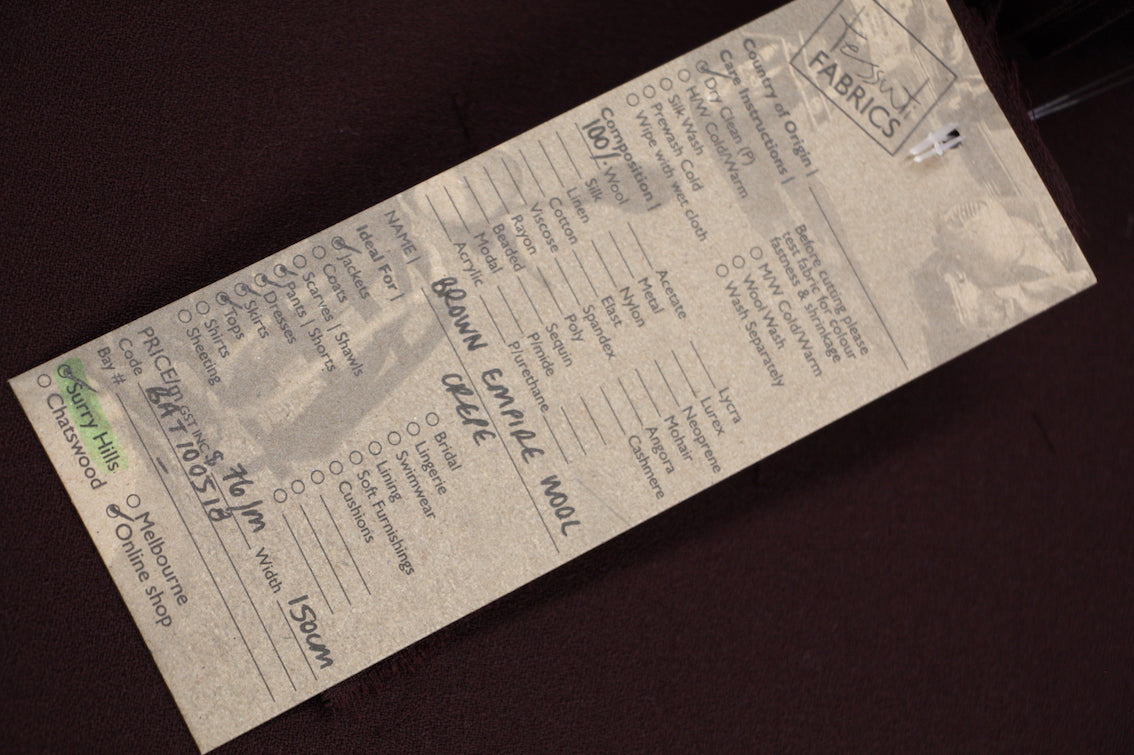 Tessuti
FABRICS
Country of Origin |
Care Instructions |
Dry Clean (P)
H/W Cold/Warm
Silk Wash
Prewash Cold
Wipe with wet cloth
Before cutting please
test fabric for colour
fastness & shrinkage
M/W Cold/Warm
Wool Wash
Wash Separately
Composition |
100% Wool
Silk
Linen
Cotton
Viscose
Rayon
Beaded
Modal
Acrylic
Acetate
Metal
Nylon
Elast
Spandex
Poly
Sequin
P/mide
P/urethane
Lycra
Lurex
Neoprene
Mohair
Angora
Cashmere
NAME | BROWN EMPIRE WOOL
CREPE
Ideal For |
Jackets
Coats
Scarves | Shawls
Pants | Shorts
Dresses
Skirts
Tops
Shirts
Sheeting
Bridal
Lingerie
Swimwear
Lining
Soft Furnishings
Cushions
PRICE/m GST INC $ 76/m Width 150cm
Code BAT100518
Bay # -
Surry Hills
Chatswood
Melbourne
Online shop